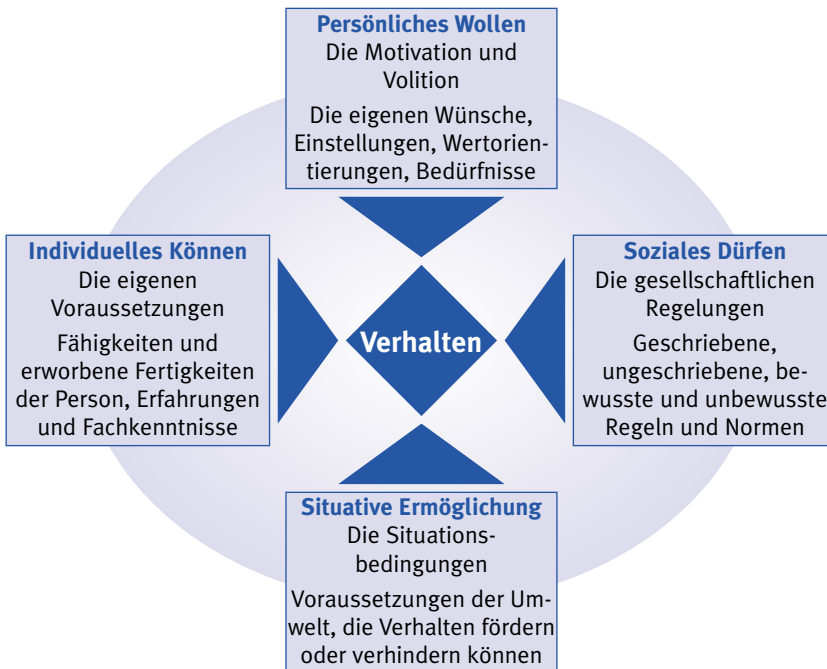 Persönliches Wollen
Die Motivation und
Volition
Die eigenen Wünsche,
Einstellungen, Wertorien-
tierungen, Bedürfnisse
Individuelles Können
Die eigenen
Voraussetzungen
Fähigkeiten und
erworbene Fertigkeiten
der Person, Erfahrungen
und Fachkenntnisse
Verhalten
Soziales Dürfen
Die gesellschaftlichen
Regelungen
Geschriebene,
ungeschriebene, be-
wusste und unbewusste
Regeln und Normen
Situative Ermöglichung
Die Situations-
bedingungen
Voraussetzungen der Um-
welt, die Verhalten fördern
oder verhindern können